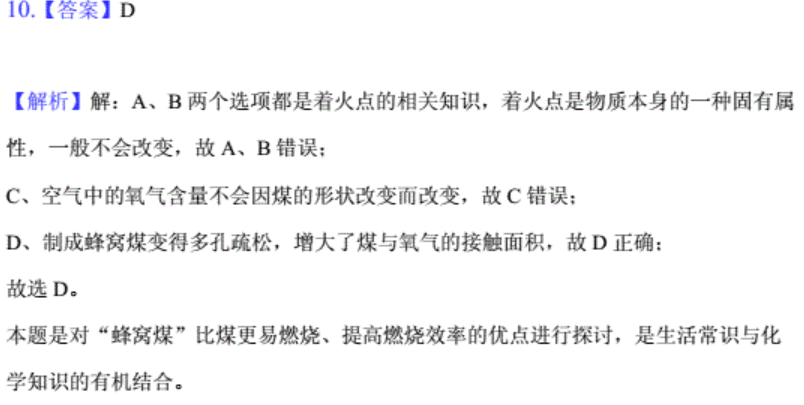 10.【答案】D
【解析】解：A、B 两个选项都是着火点的相关知识，着火点是物质本身的一种固有属
性，一般不会改变，故 A、B 错误；
C、空气中的氧气含量不会因煤的形状改变而改变，故 C 错误；
D、制成蜂窝煤变得多孔疏松，增大了煤与氧气的接触面积，故 D 正确；
故选 D。
本题是对“蜂窝煤”比煤更易燃烧、提高燃烧效率的优点进行探讨，是生活常识与化
学知识的有机结合。